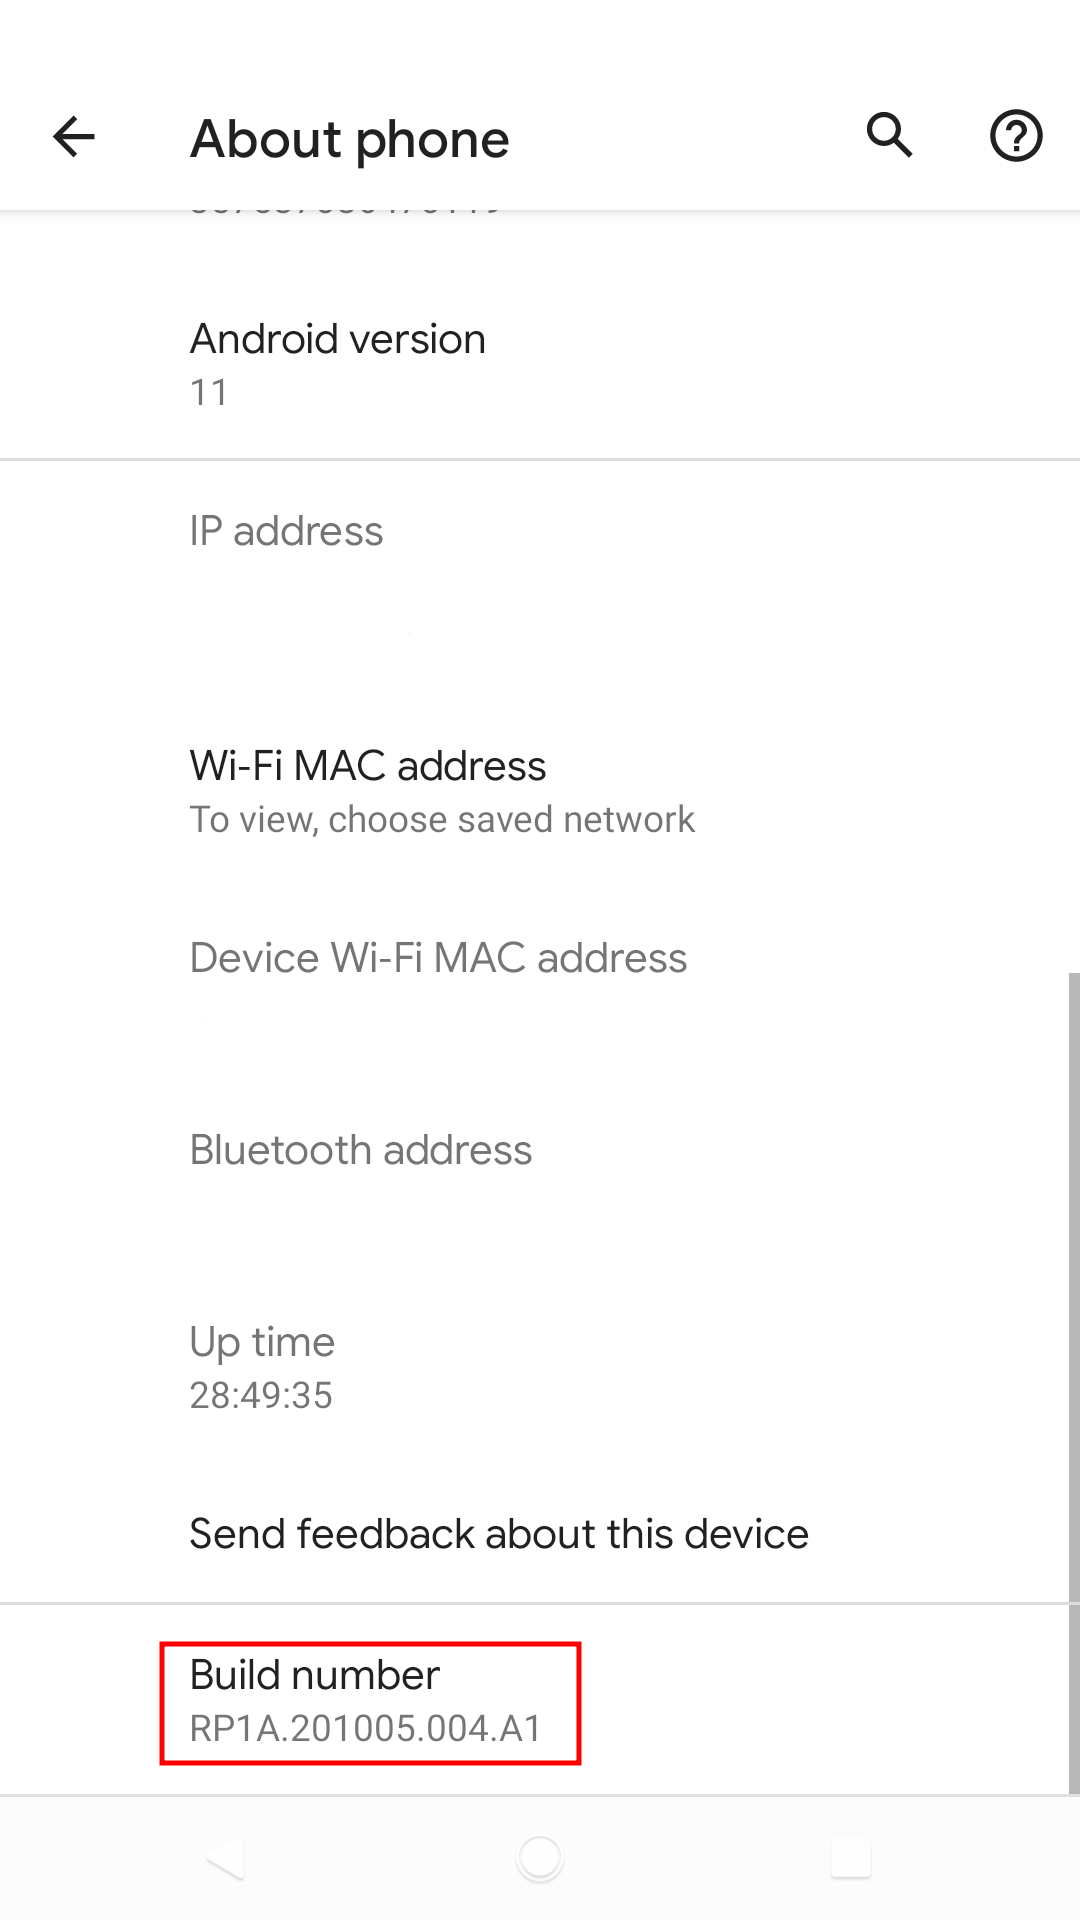 About phone
Android version
11
IP address
Wi-Fi MAC address
To view, choose saved network
Device Wi-Fi MAC address
Bluetooth address
Up time
28:49:35
Send feedback about this device
Build number
RP1A.201005.004.A1